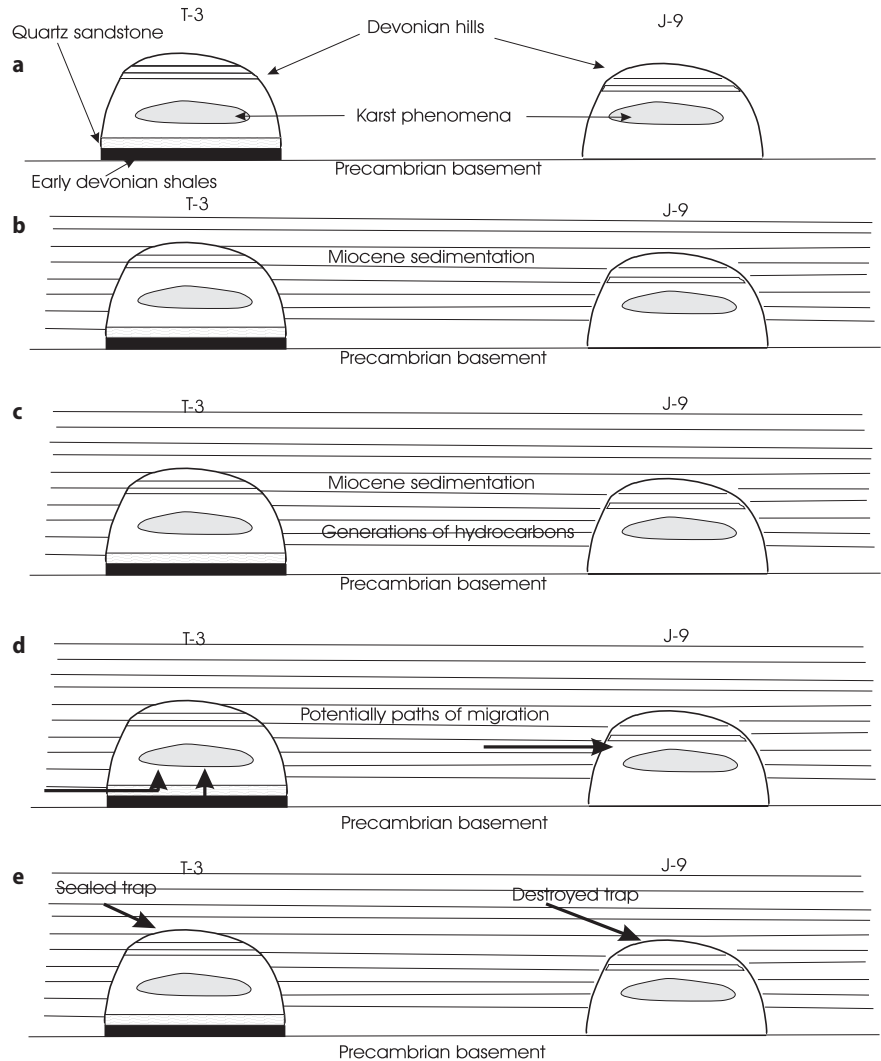 T-3
J-9
Quartz sandstone
Devonian hills
a
Karst phenomena
Precambrian basement
Early devonian shales
T-3
J-9
b
Miocene sedimentation
Precambrian basement
c
T-3
J-9
Miocene sedimentation
Generations of hydrocarbons
Precambrian basement
d
T-3
J-9
Potentially paths of migration
Precambrian basement
e
T-3
J-9
Sealed trap
Destroyed trap
Precambrian basement